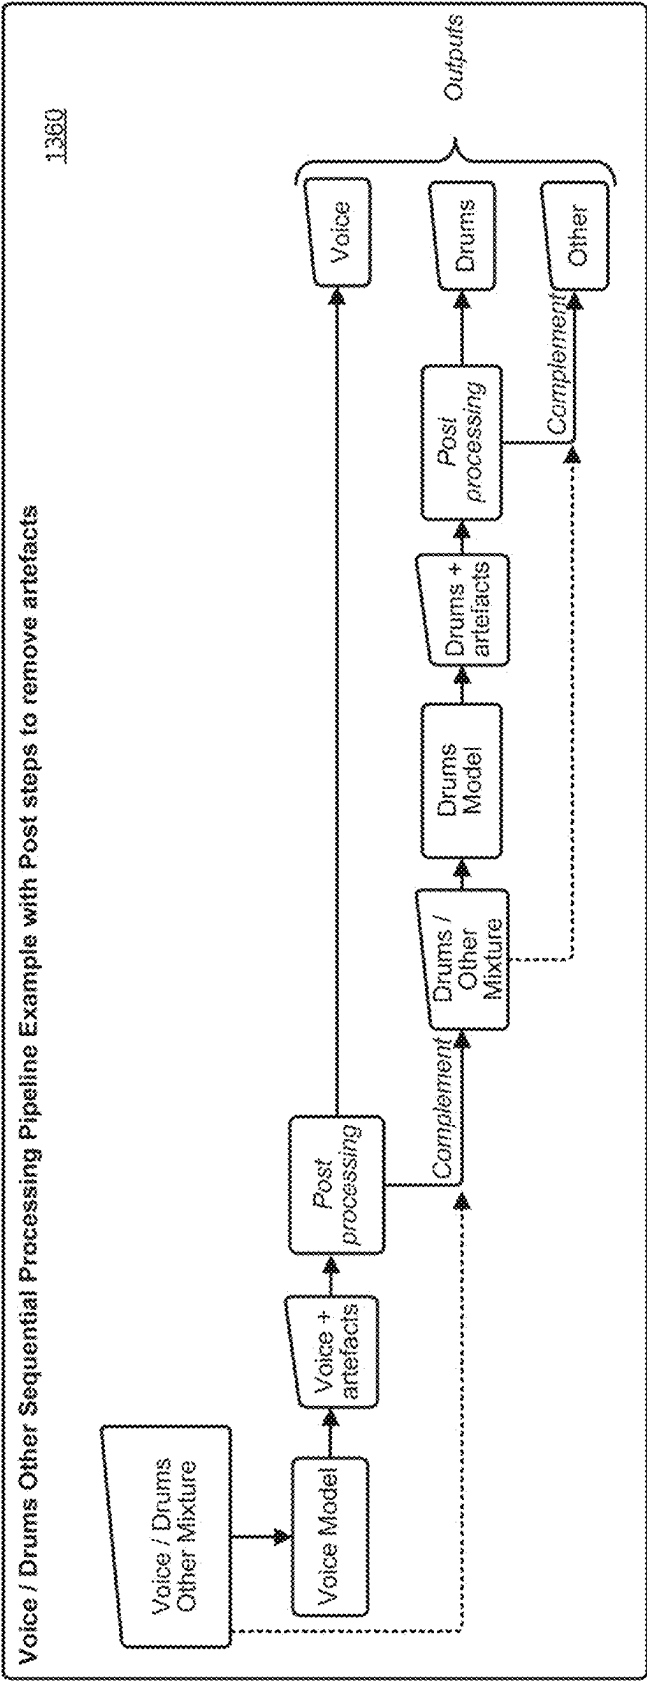 Voice / Drums Other Sequential Processing Pipeline Example with Post steps to remove artefacts
1360
Voice / Drums
Other Mixture
Voice Model
Voice +
artefacts
Post
processing
Complement
Drums /
Other
Mixture
Drums
Model
Drums +
artefacts
Post
processing
Complement
Voice
Drums
Other
Outputs